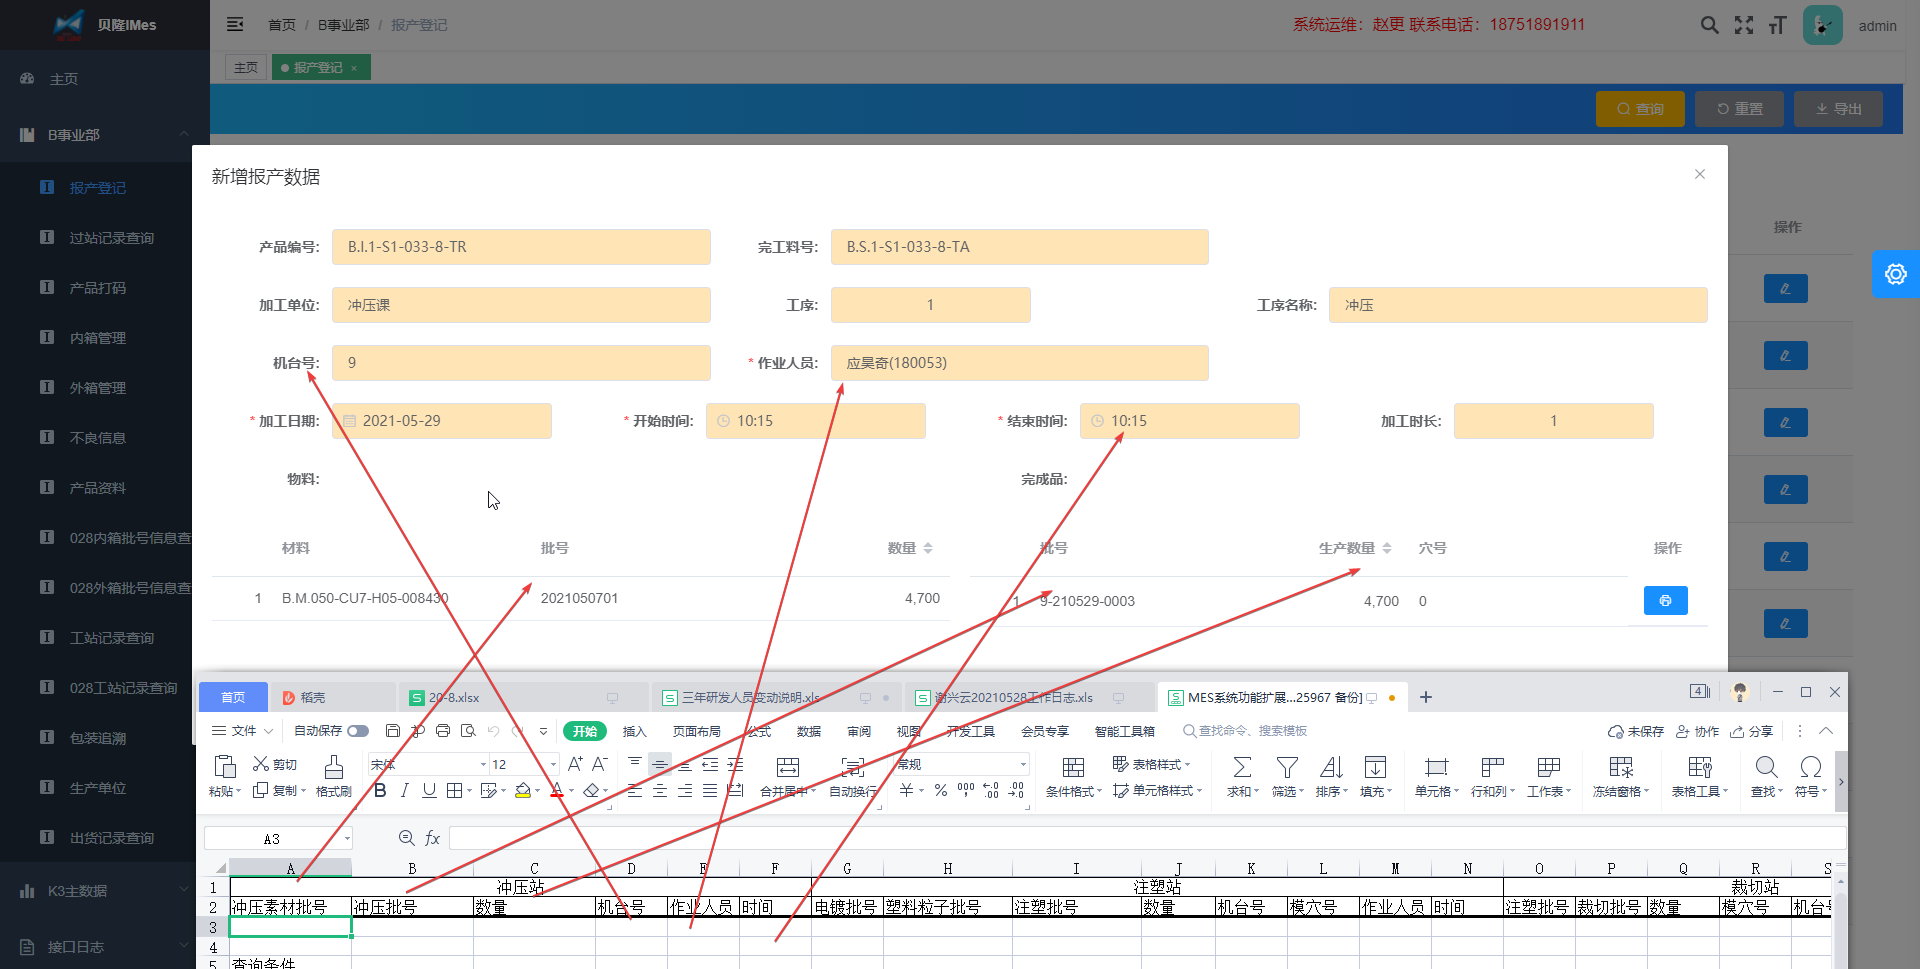 贝隆IMes
首页 / B事业部 / 报产登记
系统运维：赵更 联系电话：18751891911
admin
主页
报产登记 ×
查询
重置
导出
主页
B事业部
报产登记
过站记录查询
产品打码
内箱管理
外箱管理
不良信息
产品资料
028内箱批号信息查
028外箱批号信息查
工站记录查询
028工站记录查询
包装追溯
生产单位
出货记录查询
K3主数据
接口日志
操作
新增报产数据
产品编号: B.I.1-S1-033-8-TR
完工料号: B.S.1-S1-033-8-TA
加工单位: 冲压课
工序: 1
工序名称: 冲压
机台号: 9
* 作业人员: 应昊奇(180053)
* 加工日期: 2021-05-29
* 开始时间: 10:15
* 结束时间: 10:15
加工时长: 1
物料:
完成品:
材料 批号 数量
1 B.M.050-CU7-H05-008430 2021050701 4,700
批号 生产数量 穴号 操作
1 9-210529-0003 4,700 0
首页
稻壳
20-8.xlsx
三年研发人员变动说明.xls
谢兴云20210528工作日志.xls
MES系统功能扩展...25967 备份]
4
文件
自动保存
开始
插入
页面布局
公式
数据
审阅
视图
开发工具
会员专享
智能工具箱
查找命令、搜索模板
未保存
协作
分享
粘贴
剪切
复制
格式刷
宋体
12
B I U
A
合并居中
自动换行
常规
条件格式
表格样式
单元格样式
求和
筛选
排序
填充
单元格
行和列
工作表
冻结窗格
表格工具
查找
符号
A3
fx
A B C D E F G H I J K L M N O P Q R S
1 冲压站 注塑站 裁切站
2 冲压素材批号 冲压批号 数量 机台号 作业人员 时间 电镀批号 塑料粒子批号 注塑批号 数量 机台号 模穴号 作业人员 时间 注塑批号 裁切批号 数量 模穴号 机台号
3
4
5 查询条件